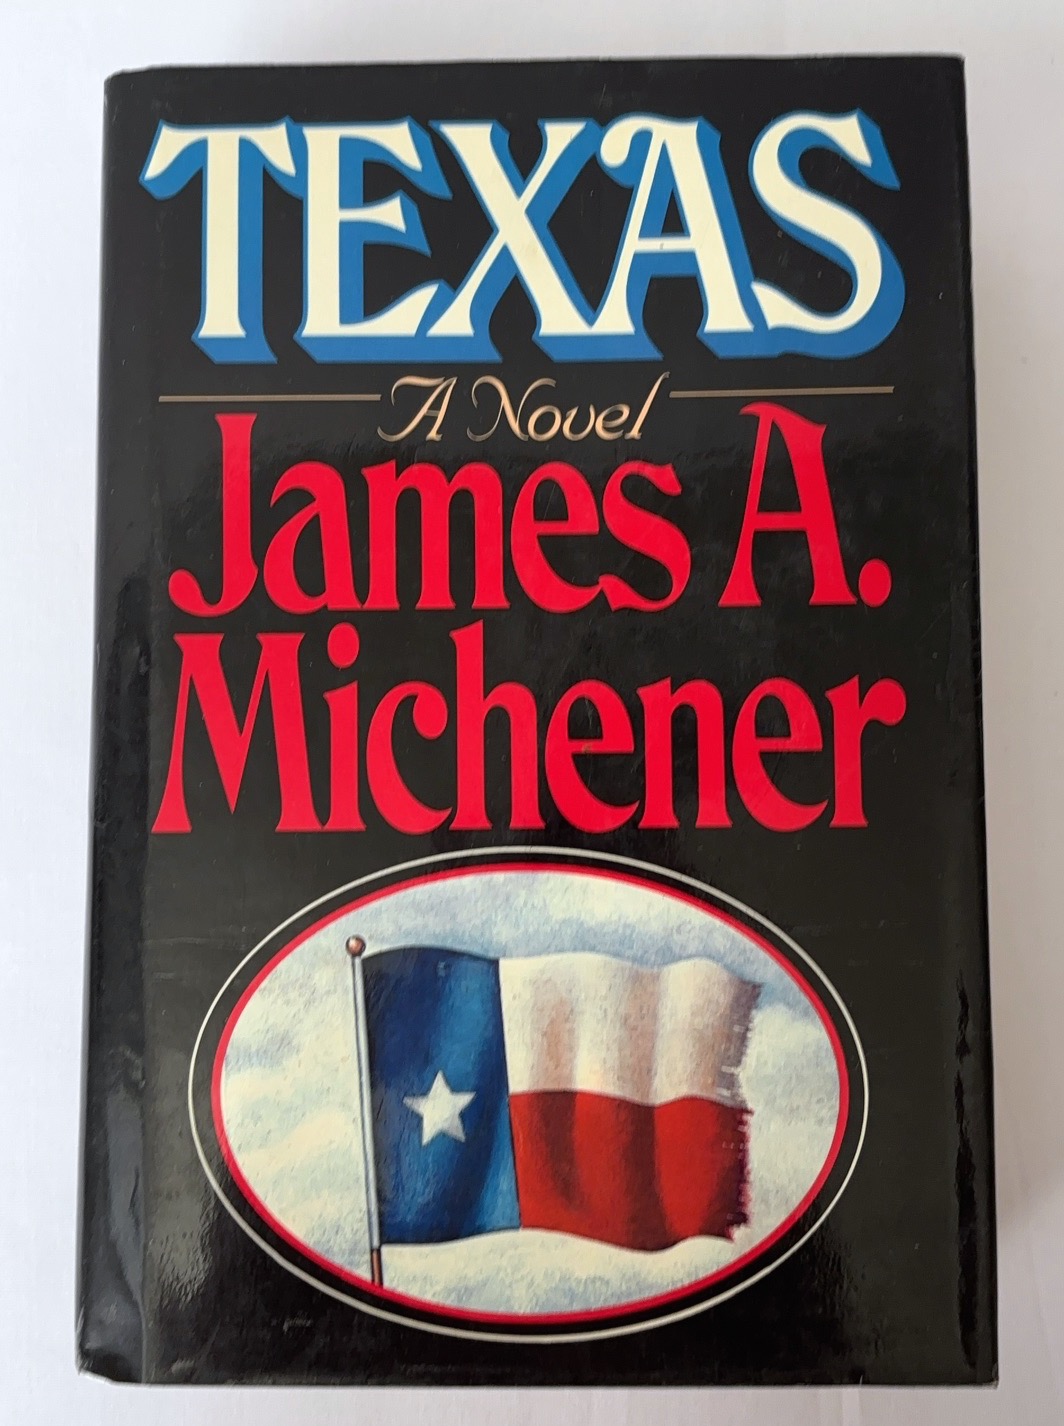 TEXAS
A Novel
James A.
Michener